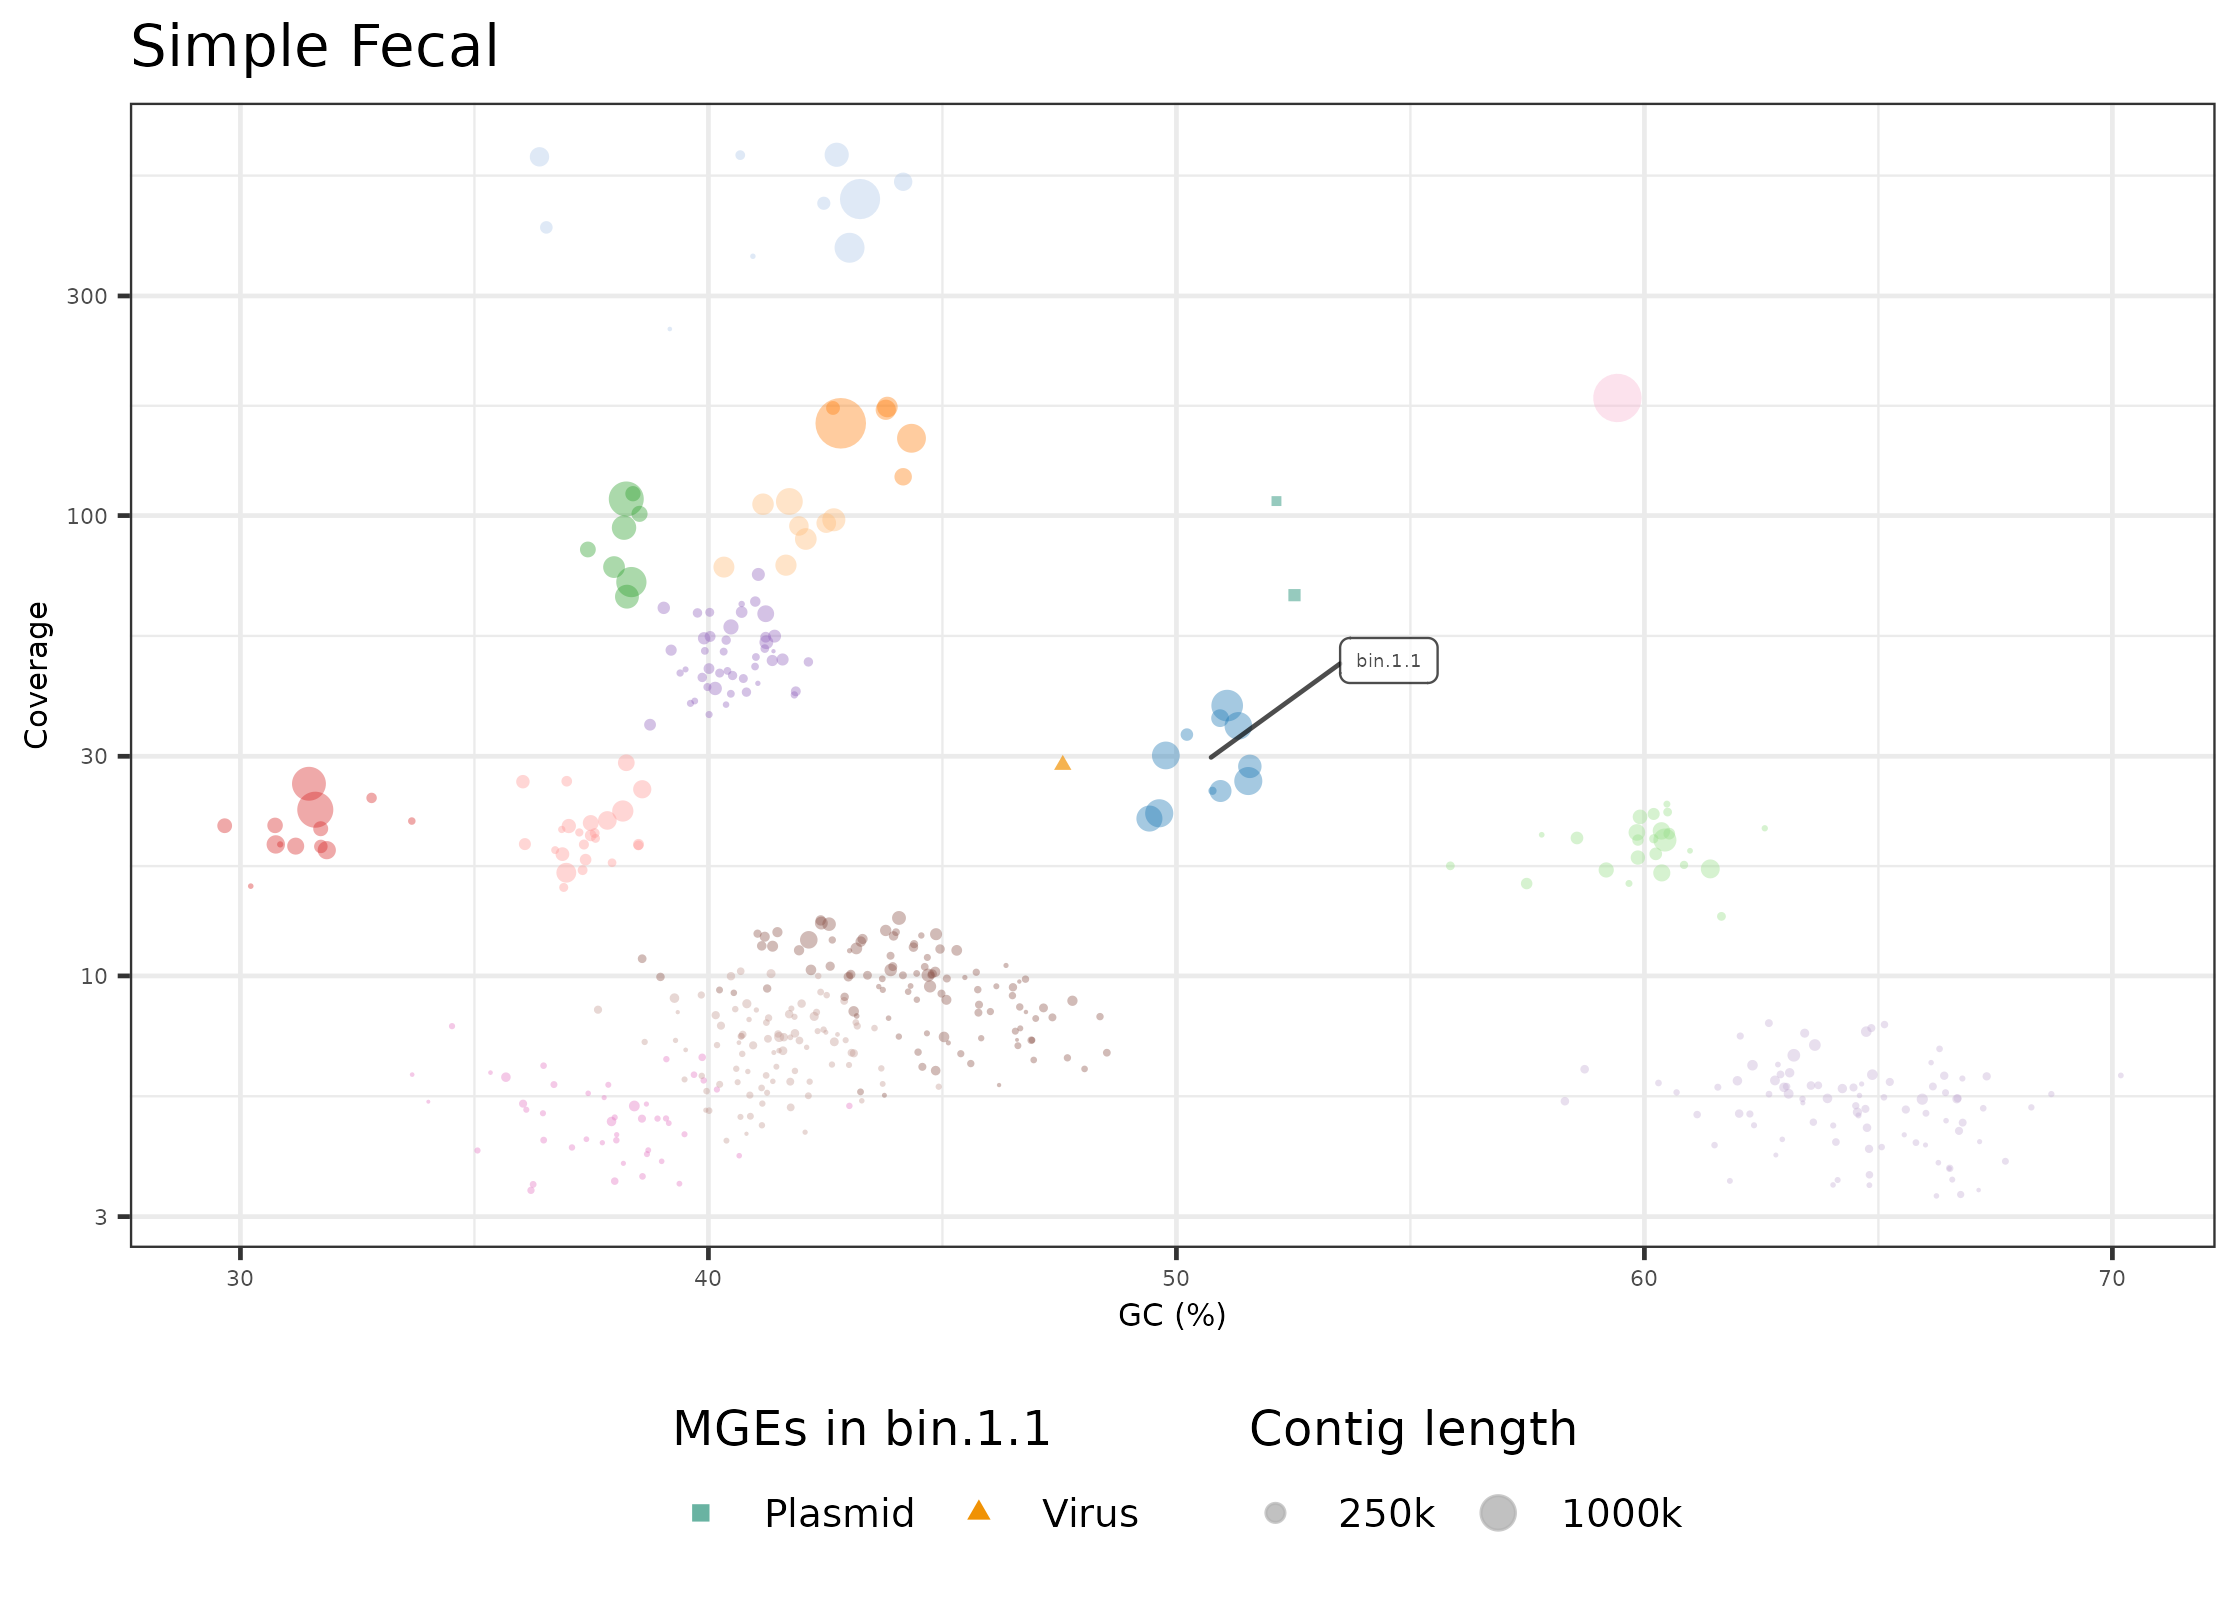 Simple Fecal
Coverage
300
100
30
10
3
bin.1.1
30 40 50 60 70
GC (%)
MGEs in bin.1.1 Contig length
Plasmid Virus 250k 1000k